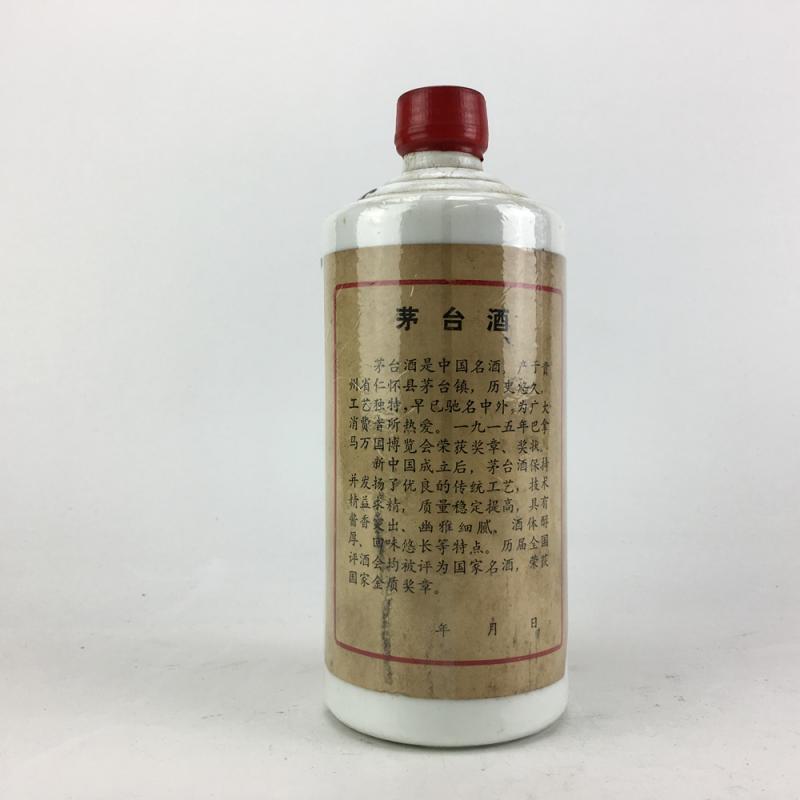 茅台酒
茅台酒是中国名酒，产于贵
州省仁怀县茅台镇，历史悠久，
工艺独特，早已驰名中外，为广大
消费者所热爱。一九一五年巴拿
马万国博览会荣获奖章、奖状。
新中国成立后，茅台酒保持
并发扬了优良的传统工艺，技术
精益求精，质量稳定提高，具有
酱香突出、幽雅细腻、酒体醇
厚、回味悠长等特点。历届全国
评酒会均被评为国家名酒，荣获
国家金质奖章。
年 月 日